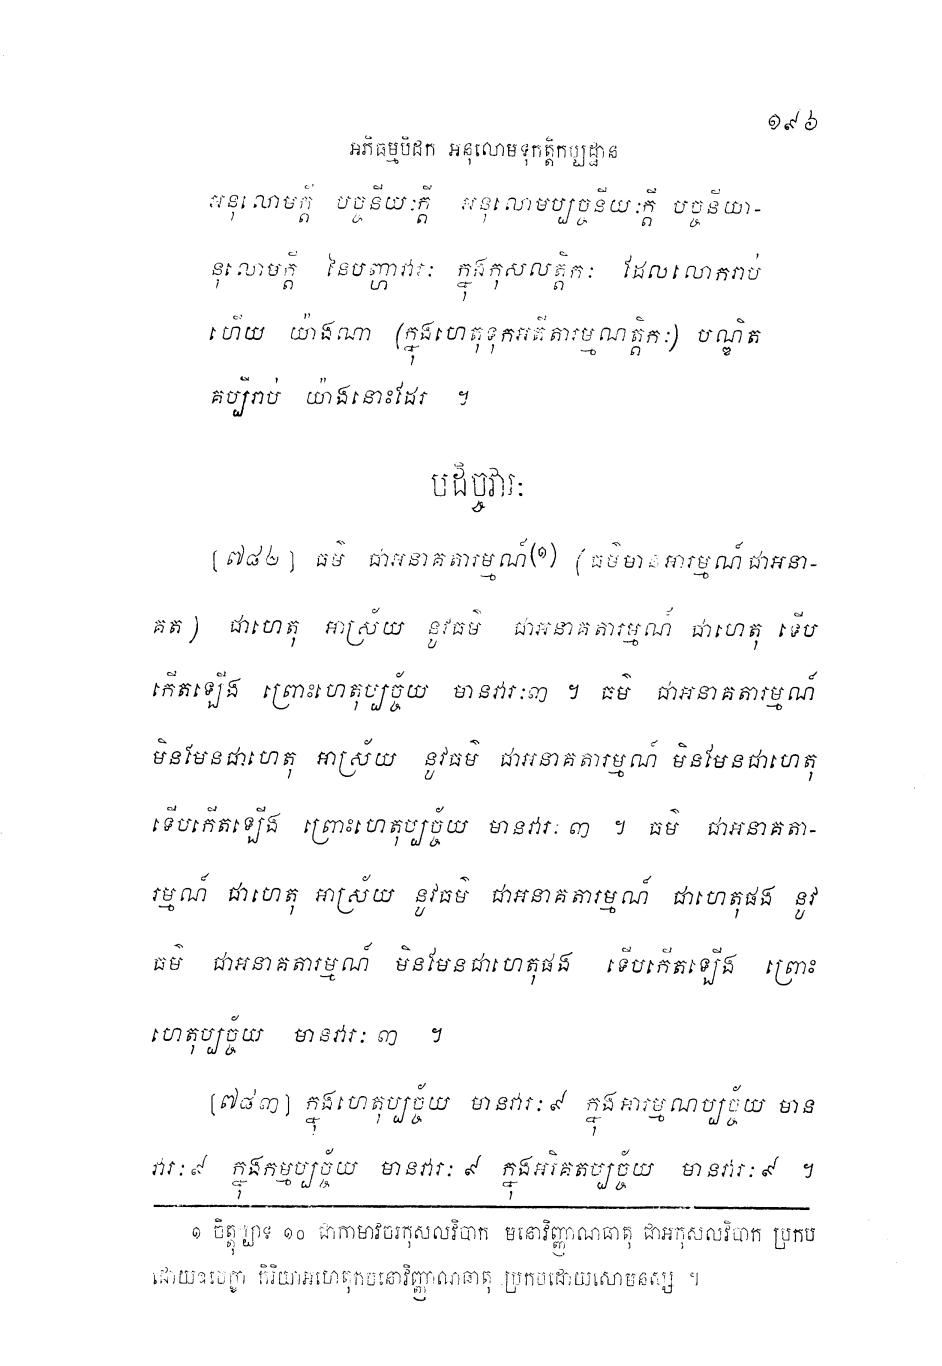 ១៩៦
អភិធម្មបិដក អនុលោមទុកត្តិកប្បដ្ឋាន
អនុលោមក្តី បច្ចនីយៈក្តី អនុលោមប្បច្ចនីយៈក្តី បច្ចនីយា-
នុលោមក្តី នៃបញ្ហាវារៈ ក្នុងកុសលត្តិកៈ ដែលលោករាប់
ហើយ យ៉ាងណា (ក្នុងហេតុទុកអតីតារម្មណត្តិកៈ) បណ្ឌិត
គប្បីរាប់ យ៉ាងនោះដែរ ។
បដិច្ចវារៈ
[៧៨២] ធម៌ ជាអនាគតារម្មណ៍(១) (ធម៌មានអារម្មណ៍ជាអនា-
គត) ជាហេតុ អាស្រ័យ នូវធម៌ ជាអនាគតារម្មណ៍ ជាហេតុ ទើប
កើតឡើង ព្រោះហេតុប្បច្ច័យ មានវារៈ៣ ។ ធម៌ ជាអនាគតារម្មណ៍
មិនមែនជាហេតុ អាស្រ័យ នូវធម៌ ជាអនាគតារម្មណ៍ មិនមែនជាហេតុ
ទើបកើតឡើង ព្រោះហេតុប្បច្ច័យ មានវារៈ ៣ ។ ធម៌ ជាអនាគតា-
រម្មណ៍ ជាហេតុ អាស្រ័យ នូវធម៌ ជាអនាគតារម្មណ៍ ជាហេតុផង នូវ
ធម៌ ជាអនាគតារម្មណ៍ មិនមែនជាហេតុផង ទើបកើតឡើង ព្រោះ
ហេតុប្បច្ច័យ មានវារៈ ៣ ។
[៧៨៣] ក្នុងហេតុប្បច្ច័យ មានវារៈ ៩ ក្នុងអារម្មណប្បច្ច័យ មាន
វារៈ ៩ ក្នុងកម្មប្បច្ច័យ មានវារៈ ៩ ក្នុងអវិគតប្បច្ច័យ មានវារៈ ៩ ។
១ ចិត្តុប្បាទ ១០ ជាកាមាវចរកុសលវិបាក មនោវិញ្ញាណធាតុ ជាអកុសលវិបាក ប្រកប
ដោយឧបេក្ខា កិរិយាអហេតុកមនោវិញ្ញាណធាតុ ប្រកបដោយសោមនស្ស ។